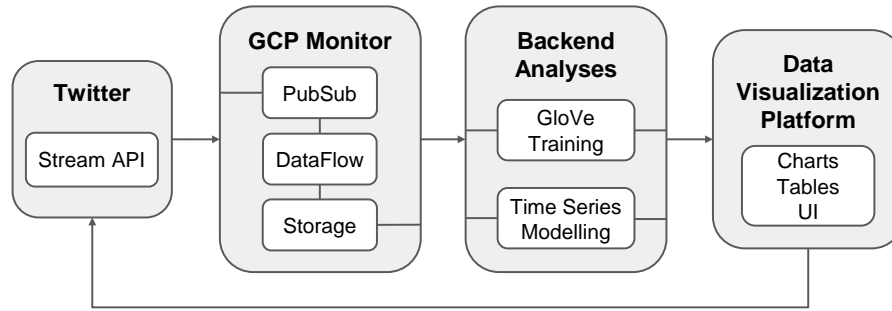 Twitter
Stream API
GCP Monitor
PubSub
DataFlow
Storage
Backend
Analyses
GloVe
Training
Time Series
Modelling
Data
Visualization
Platform
Charts
Tables
UI